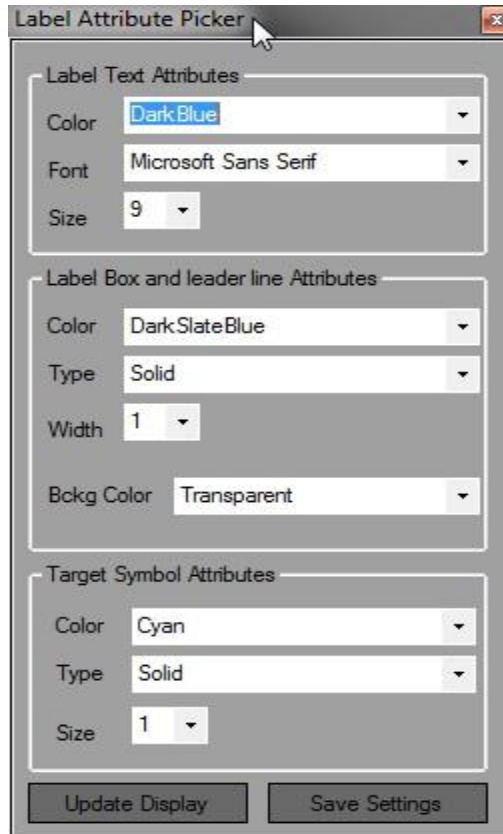 Label Attribute Picker
Label Text Attributes
Color DarkBlue
Font Microsoft Sans Serif
Size 9
Label Box and leader line Attributes
Color DarkSlateBlue
Type Solid
Width 1
Bckg Color Transparent
Target Symbol Attributes
Color Cyan
Type Solid
Size 1
Update Display Save Settings